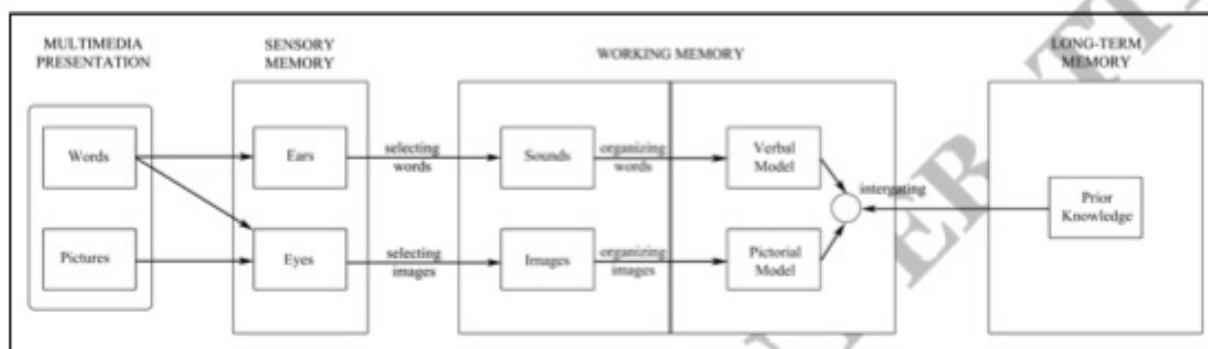 MULTIMEDIA
PRESENTATION
SENSORY
MEMORY
WORKING MEMORY
LONG-TERM
MEMORY
Words
Ears
selecting
words
Sounds
organizing
words
Verbal
Model
intergating
Prior
Knowledge
Pictures
Eyes
selecting
images
Images
organizing
images
Pictorial
Model